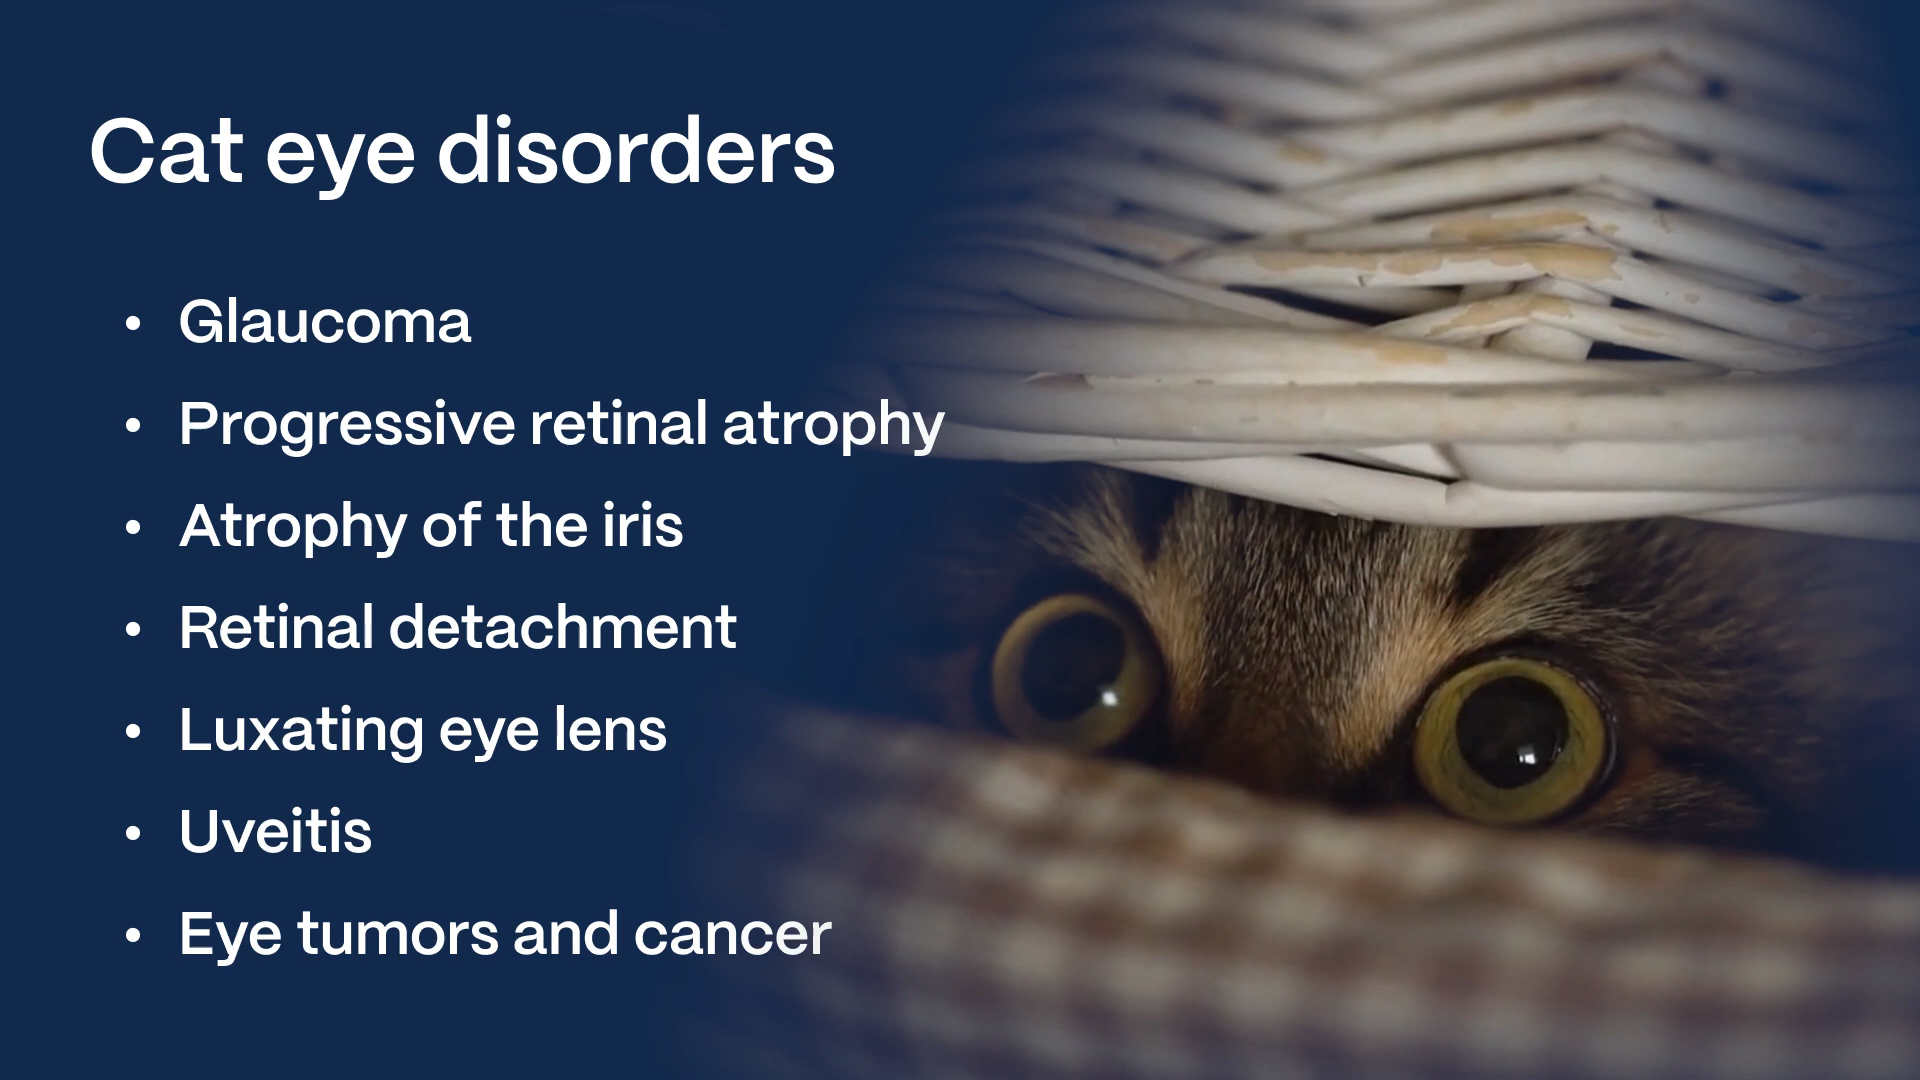 Cat eye disorders
• Glaucoma
• Progressive retinal atrophy
• Atrophy of the iris
• Retinal detachment
• Luxating eye lens
• Uveitis
• Eye tumors and cancer